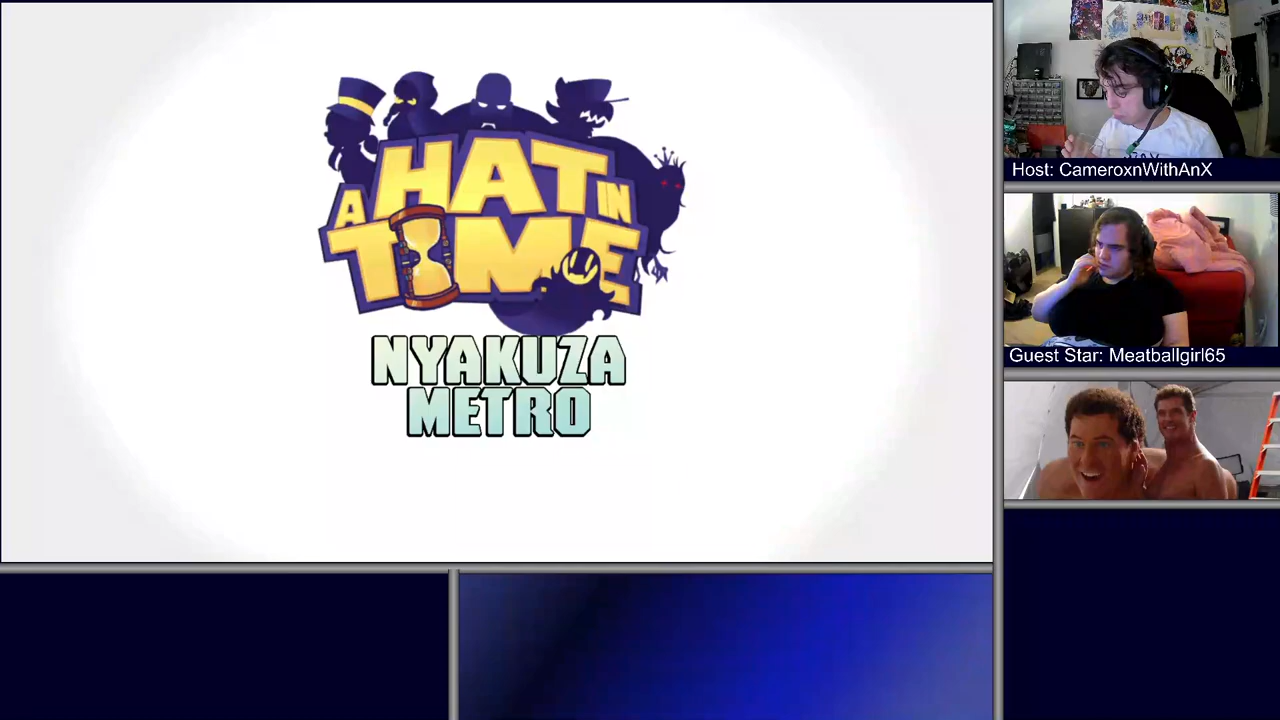 A HAT IN
TIME
NYAKUZA
METRO
Host: CameroxnWithAnX
Guest Star: Meatballgirl65